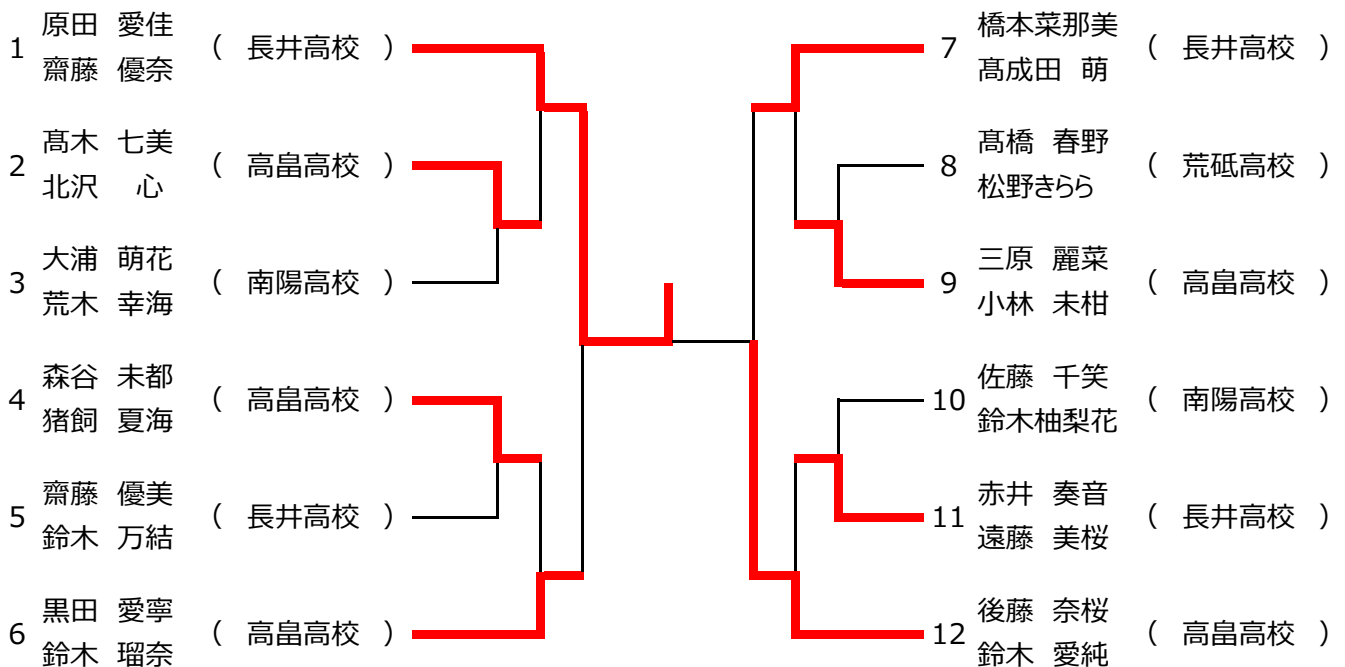 原田 愛佳
1 ( 長井高校 )
齋藤 優奈
髙木 七美
2 ( 高畠高校 )
北沢 心
大浦 萌花
3 ( 南陽高校 )
荒木 幸海
森谷 未都
4 ( 高畠高校 )
猪飼 夏海
齋藤 優美
5 ( 長井高校 )
鈴木 万結
黒田 愛寧
6 ( 高畠高校 )
鈴木 瑠奈
橋本菜那美
7 ( 長井高校 )
髙成田 萌
髙橋 春野
8 ( 荒砥高校 )
松野きらら
三原 麗菜
9 ( 高畠高校 )
小林 未柑
佐藤 千笑
10 ( 南陽高校 )
鈴木柚梨花
赤井 奏音
11 ( 長井高校 )
遠藤 美桜
後藤 奈桜
12 ( 高畠高校 )
鈴木 愛純